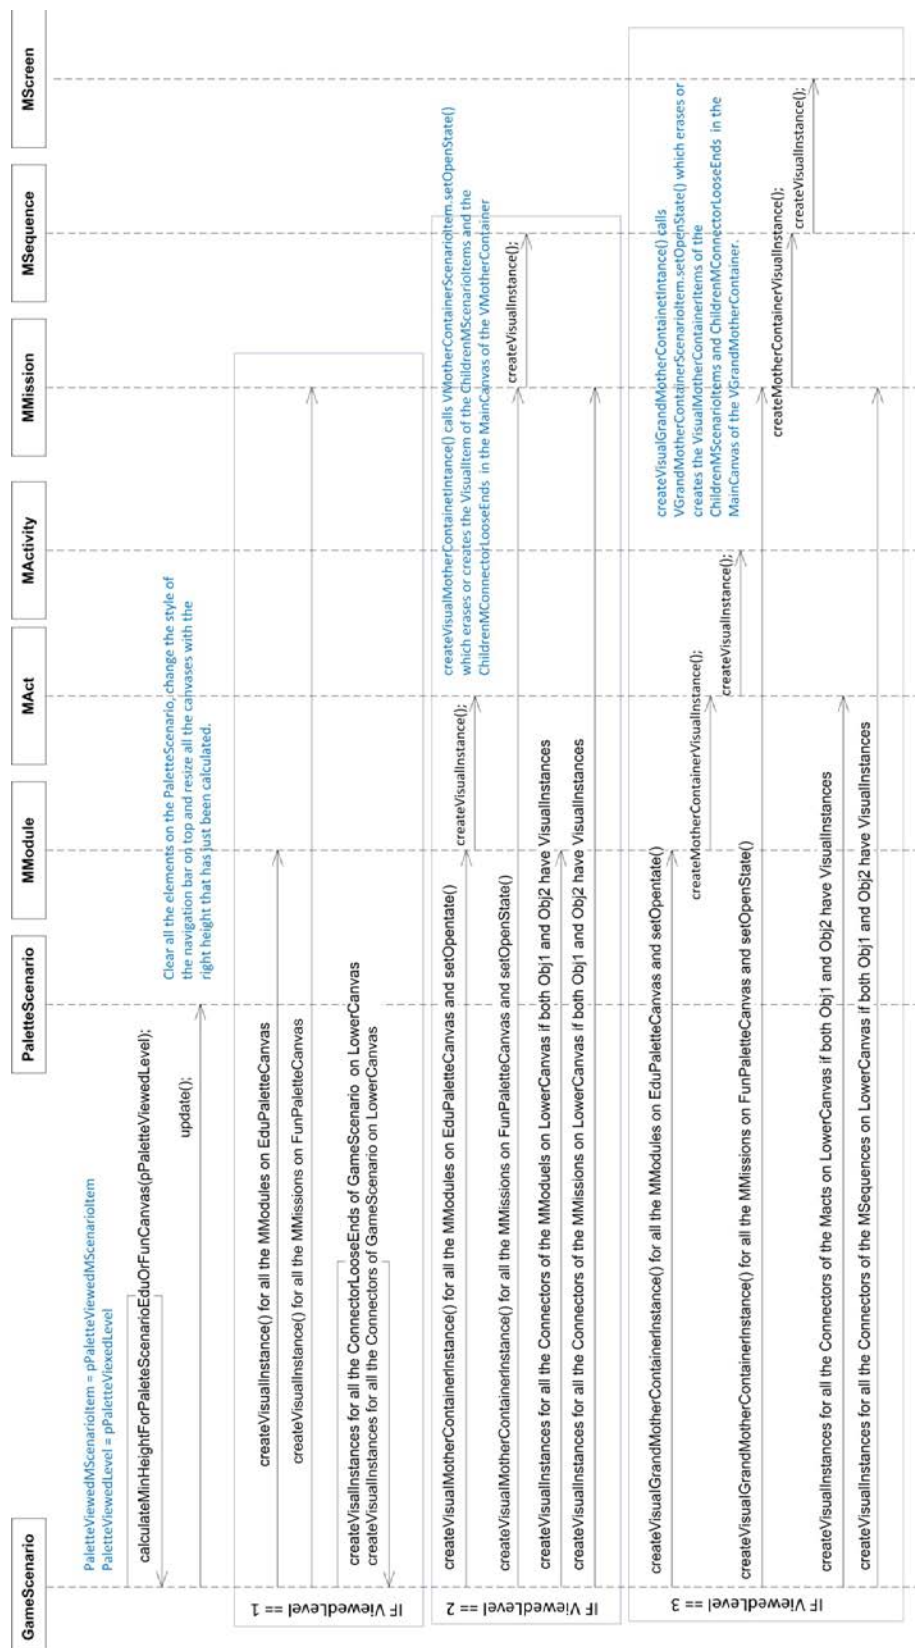 GameScenario
PaletteScenario
MModule
MAct
MActivity
MMission
MSequence
MScreen
PaletteViewedMScenarioItem = pPaletteViewedMScenarioItem
PaletteViewedLevel = pPaletteViexedLevel
calculateMinHeightForPaleteScenarioEduOrFunCanvas(pPaletteViewedLevel);
update();
Clear all the elements on the PaletteScenario, change the style of
the navigation bar on top and resize all the canvases with the
right height that has just been calculated.
IF ViewedLevel == 1
createVisualInstance() for all the MModules on EduPaletteCanvas
createVisualInstance() for all the MMissions on FunPaletteCanvas
createVisalInstances for all the ConnectorLooseEnds of GameScenario on LowerCanvas
createVisualInstances for all the Connectors of GameScenario on LowerCanvas
IF ViewedLevel == 2
createVisualMotherContainerInstance() for all the MModules on EduPaletteCanvas and setOpentate()
createVisualInstance();
createVisualMotherContainetIntance() calls VMotherContainerScenarioItem.setOpenState()
which erases or creates the VisualItem of the ChildrenMScenarioItems and the
ChildrenMConnectorLooseEnds in the MainCanvas of the VMotherContainer
createVisualMotherContainerInstance() for all the MMissions on FunPaletteCanvas and setOpenState()
createVisualInstance();
createVisualInstances for all the Connectors of the MModuels on LowerCanvas if both Obj1 and Obj2 have VisualInstances
createVisualInstances for all the Connectors of the MMissions on LowerCanvas if both Obj1 and Obj2 have VisualInstances
IF ViewedLevel == 3
createVisualGrandMotherContainerInstance() for all the MModules on EduPaletteCanvas and setOpentate()
createMotherContainerVisualInstance();
createVisualInstance();
createVisualGrandMotherContainetIntance() calls
VGrandMotherContainerScenarioItem.setOpenState() which erases or
creates the VisualMotherContainerItems of the
ChildrenMScenarioItems and ChildrenMConnectorLooseEnds in the
MainCanvas of the VGrandMotherContainer.
createVisualGrandMotherContainerInstance() for all the MMissions on FunPaletteCanvas and setOpenState()
createMotherContainerVisualInstance();
createVisualInstance();
createVisualInstances for all the Connectors of the Macts on LowerCanvas if both Obj1 and Obj2 have VisualInstances
createVisualInstances for all the Connectors of the MSequences on LowerCanvas if both Obj1 and Obj2 have VisualInstances